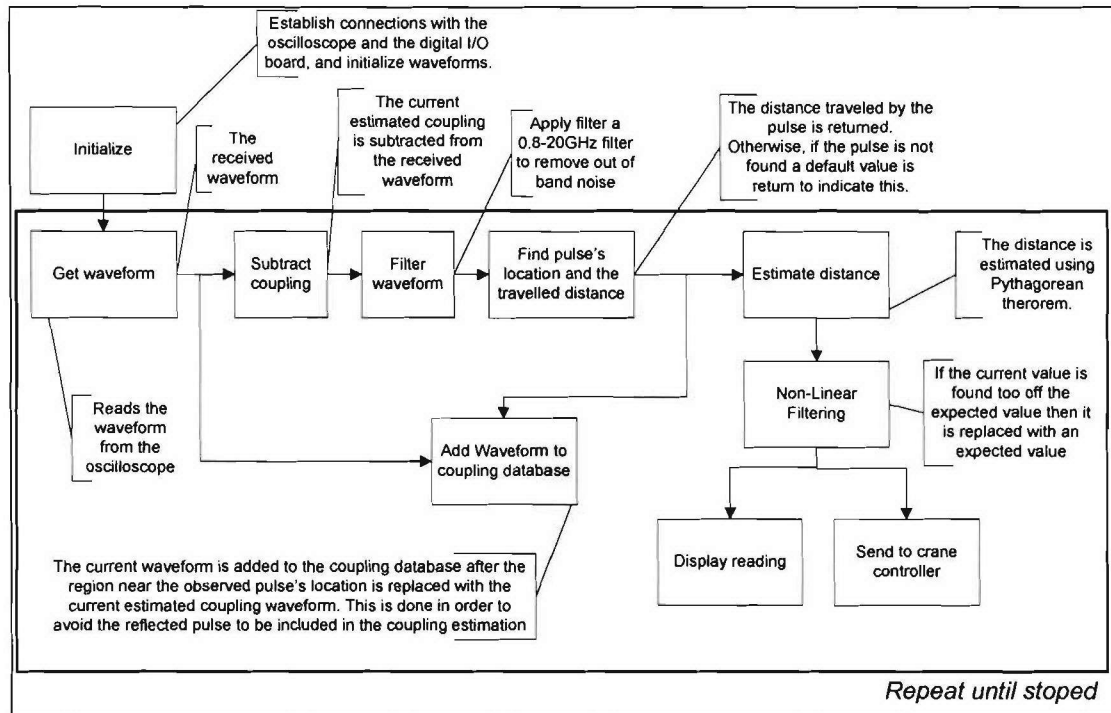 Establish connections with the
oscilloscope and the digital I/O
board, and initialize waveforms.
Initialize
The
received
waveform
The current
estimated coupling
is subtracted from
the received
waveform
Apply filter a
0.8-20GHz filter
to remove out of
band noise
The distance traveled by the
pulse is returned.
Otherwise, if the pulse is not
found a default value is
return to indicate this.
Get waveform
Subtract
coupling
Filter
waveform
Find pulse's
location and the
travelled distance
Estimate distance
The distance is
estimated using
Pythagorean
therorem.
Reads the
waveform
from the
oscilloscope
Add Waveform to
coupling database
Non-Linear
Filtering
If the current value is
found too off the
expected value then it
is replaced with an
expected value
The current waveform is added to the coupling database after the
region near the observed pulse's location is replaced with the
current estimated coupling waveform. This is done in order to
avoid the reflected pulse to be included in the coupling estimation
Display reading
Send to crane
controller
Repeat until stoped